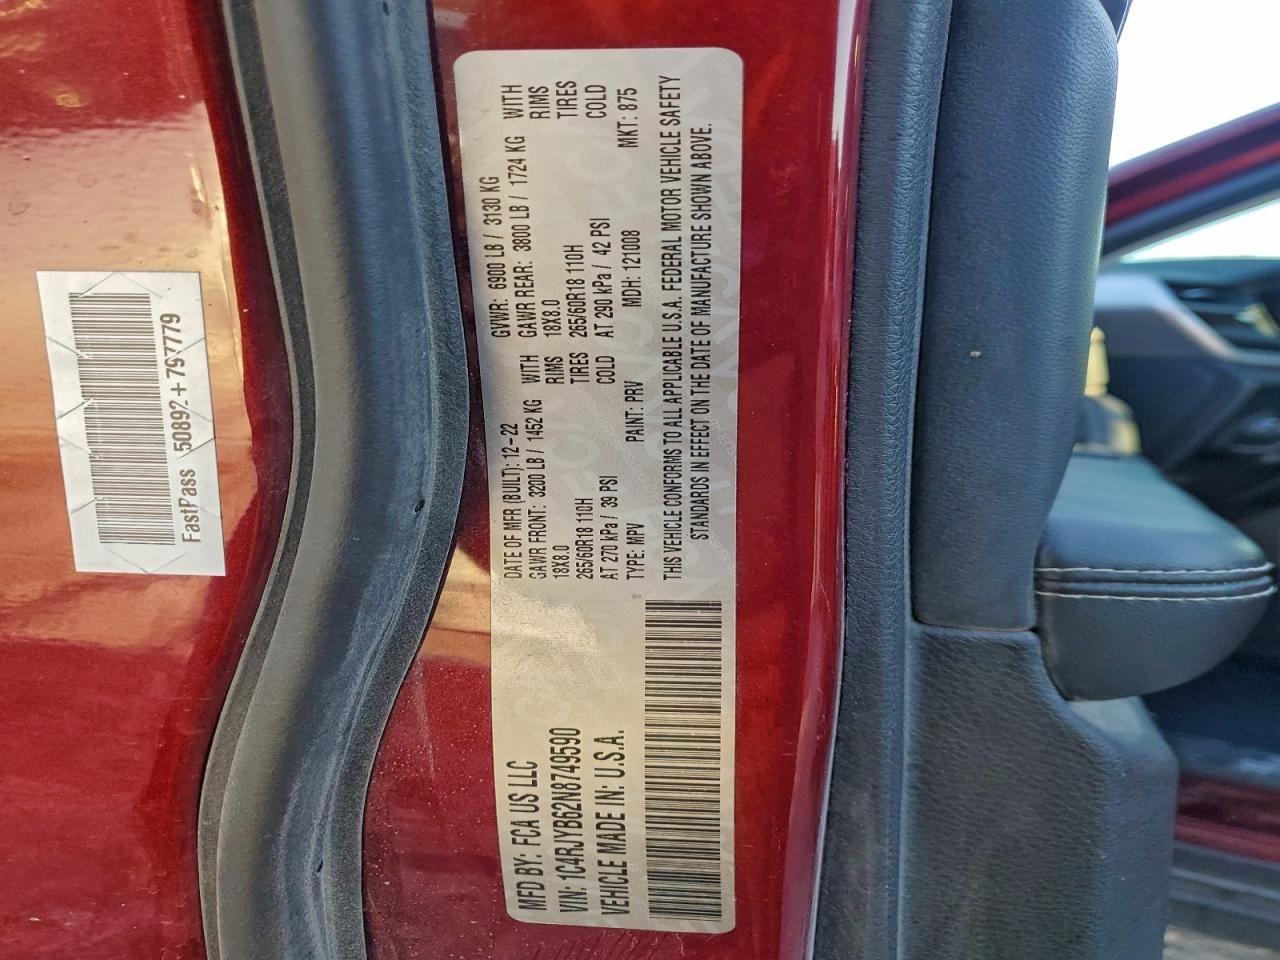 FastPass 50892+797779
MFD BY: FCA US LLC
VIN: 1C4RJYB62N8749590
VEHICLE MADE IN: U.S.A.
DATE OF MFR (BUILT): 12-22 GVWR: 6900 LB / 3130 KG
GAWR FRONT: 3200 LB / 1452 KG WITH GAWR REAR: 3800 LB / 1724 KG WITH
18X8.0 RIMS 18X8.0 RIMS
265/60R18 110H TIRES 265/60R18 110H TIRES
AT 270 kPa / 39 PSI COLD AT 290 kPa / 42 PSI COLD
TYPE: MPV PAINT: PRV MDH: 121008 MKT: 875
THIS VEHICLE CONFORMS TO ALL APPLICABLE U.S.A. FEDERAL MOTOR VEHICLE SAFETY
STANDARDS IN EFFECT ON THE DATE OF MANUFACTURE SHOWN ABOVE.